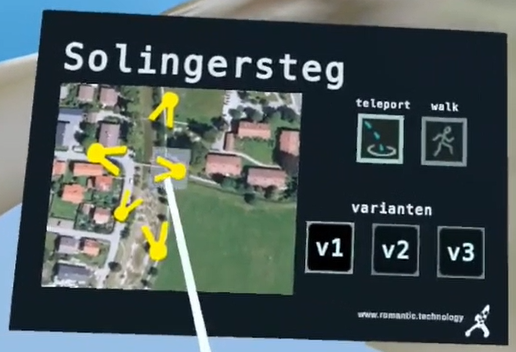 Solingersteg
teleport walk
varianten
v1 v2 v3
www.romantic.technology